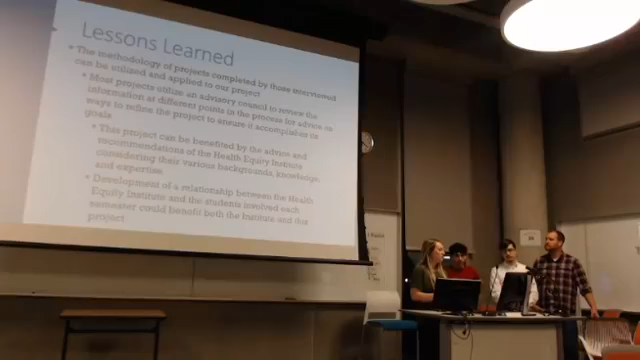 Lessons Learned
The methodology of projects completed by those interviewed
can be utilized and applied to our project
Most projects utilize an advisory council to review the
information at different points in the process for advice on
ways to refine the project to ensure it accomplishes its
goals
This project can be benefited by the advice and
recommendations of the Health Equity Institute
considering their various backgrounds, knowledge,
and expertise
Development of a relationship between the Health
Equity Institute and the students involved each
semester could benefit both the Institute and this
project